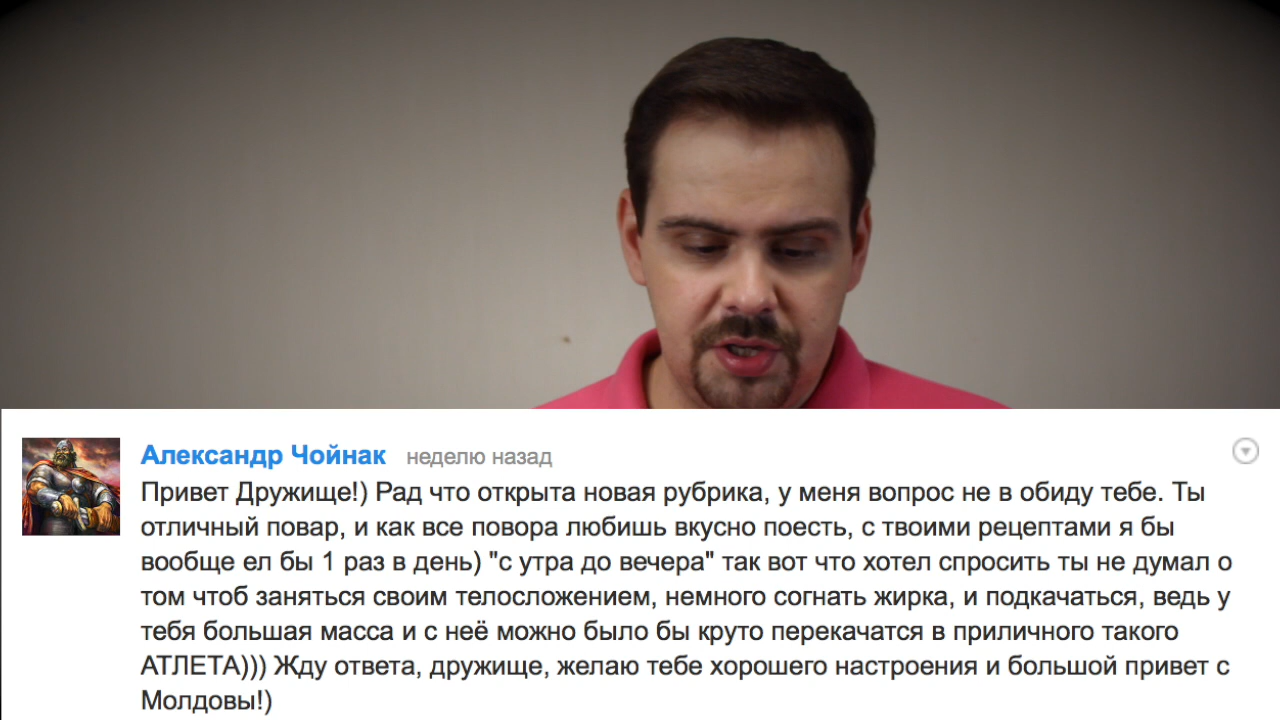 Александр Чойнак неделю назад
Привет Дружище!) Рад что открыта новая рубрика, у меня вопрос не в обиду тебе. Ты
отличный повар, и как все повора любишь вкусно поесть, с твоими рецептами я бы
вообще ел бы 1 раз в день) "с утра до вечера" так вот что хотел спросить ты не думал о
том чтоб заняться своим телосложением, немного согнать жирка, и подкачаться, ведь у
тебя большая масса и с неё можно было бы круто перекачатся в приличного такого
АТЛЕТА))) Жду ответа, дружище, желаю тебе хорошего настроения и большой привет с
Молдовы!)